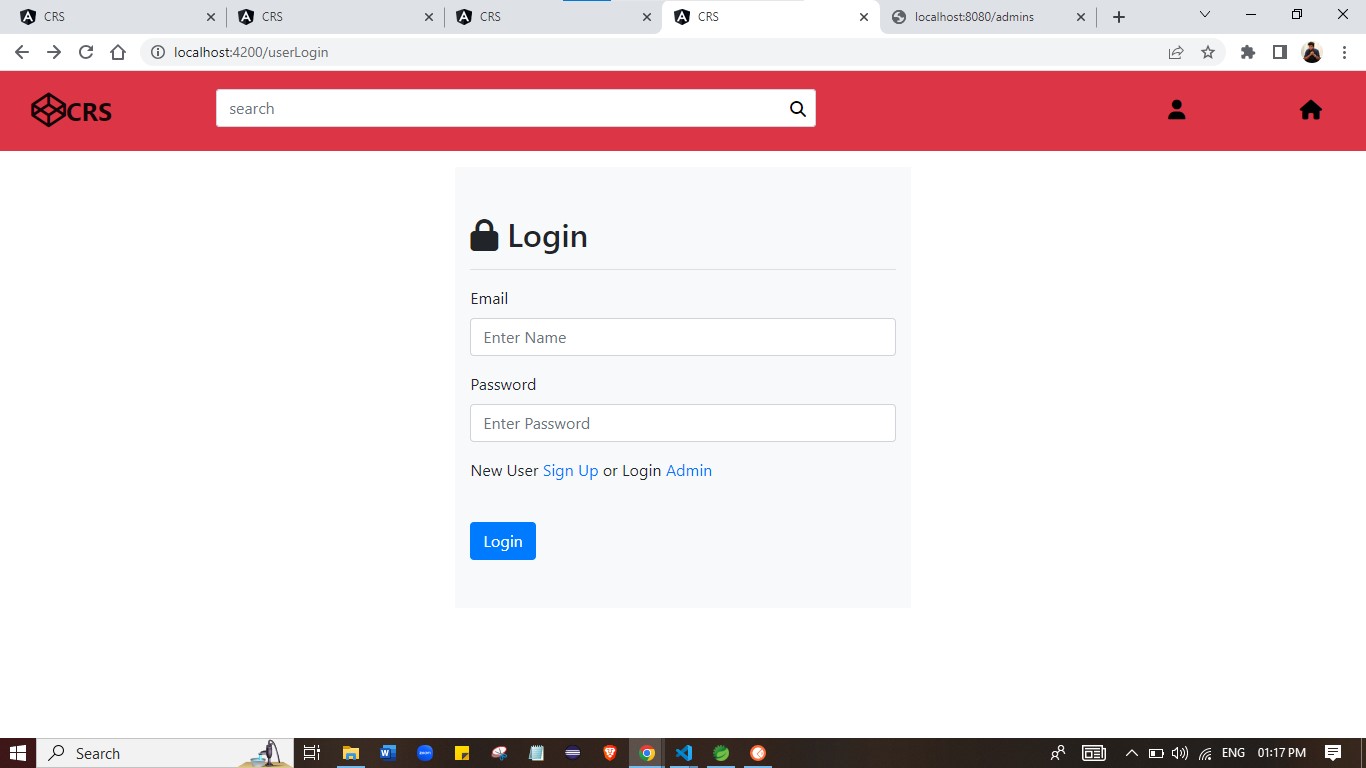 CRS
CRS
CRS
CRS
localhost:8080/admins
localhost:4200/userLogin
CRS
search
Login
Email
Enter Name
Password
Enter Password
New User Sign Up or Login Admin
Login
Search
ENG 01:17 PM